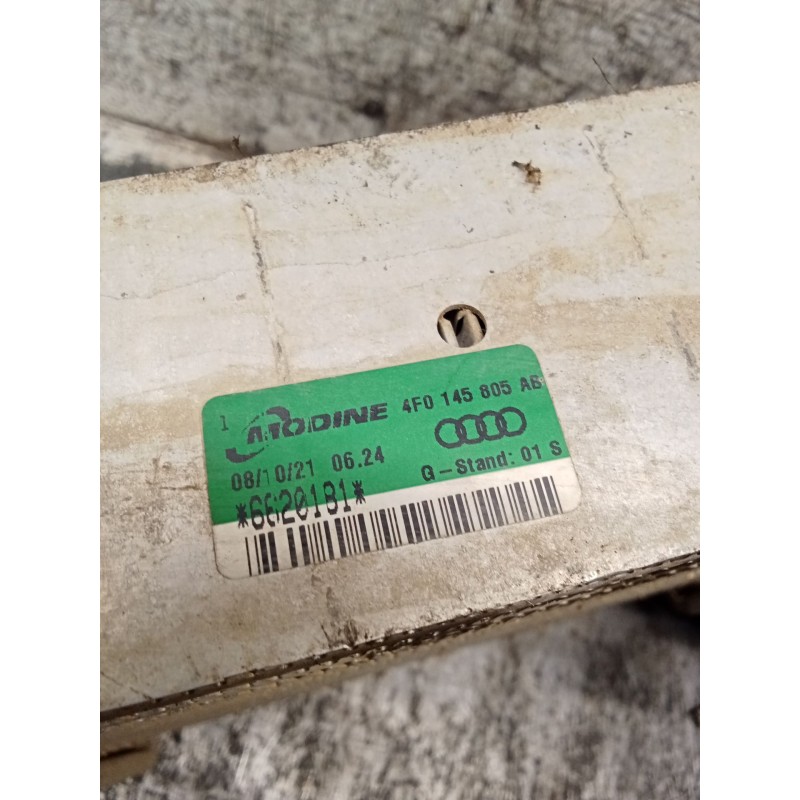 1 MODINE 4F0 145 805 AB
08/10/21 06.24 G-Stand: 01 S
*6620181*